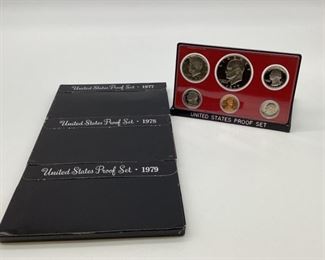 United States Proof Set · 1977
United States Proof Set · 1978
United States Proof Set · 1979
UNITED STATES PROOF SET